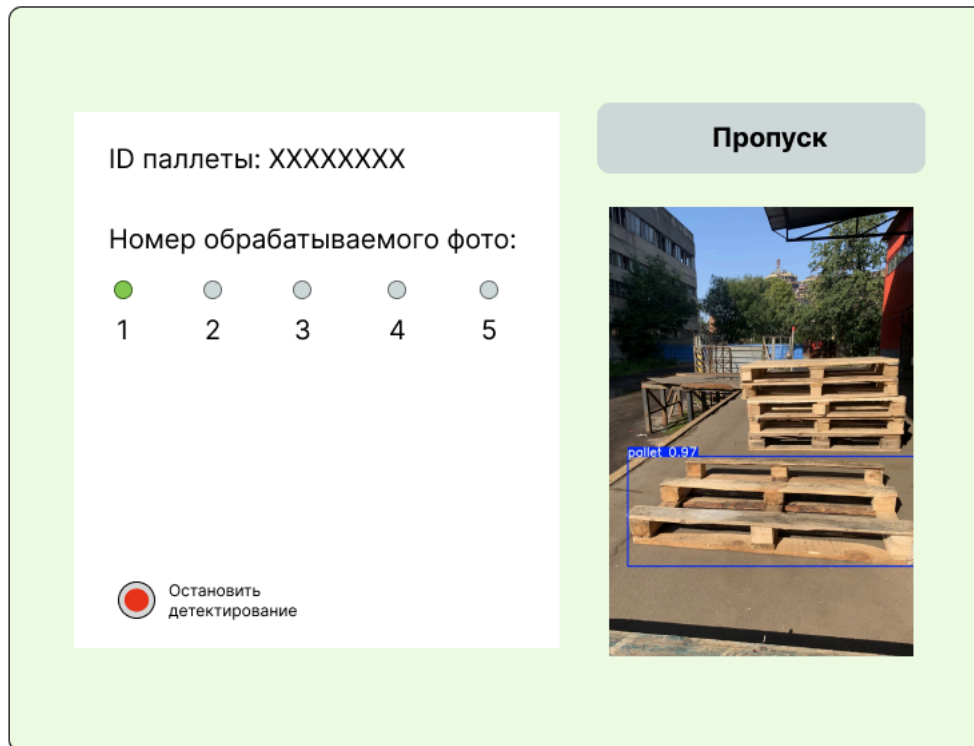 ID паллеты: XXXXXXXX
Номер обрабатываемого фото:
1 2 3 4 5
Остановить
детектирование
Пропуск
pallet 0.97